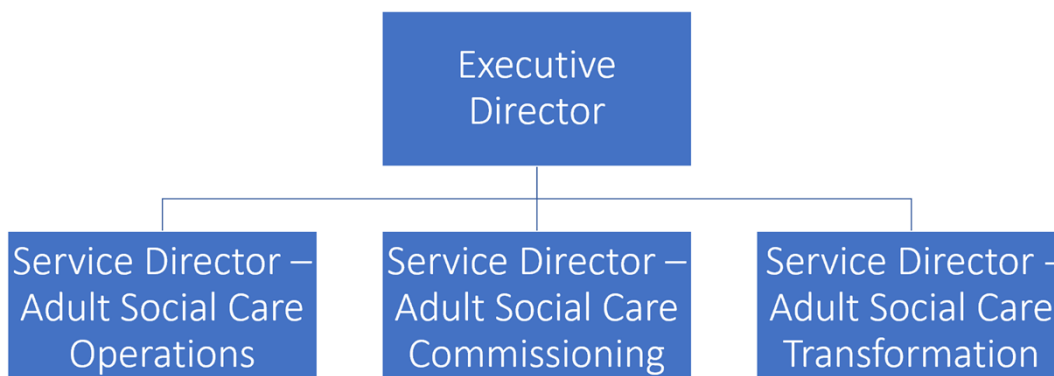 Executive
Director
Service Director –
Adult Social Care
Operations
Service Director –
Adult Social Care
Commissioning
Service Director –
Adult Social Care
Transformation